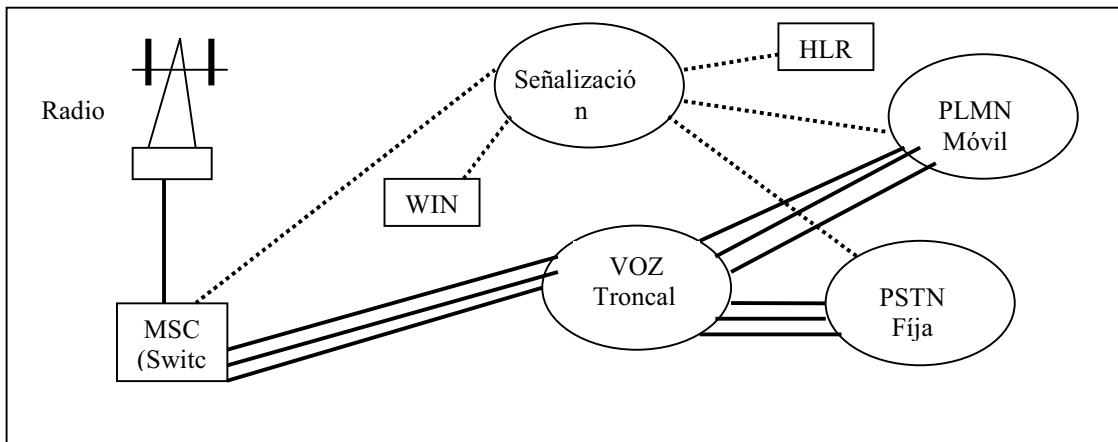 Radio
Señalizació
n
HLR
PLMN
Móvil
WIN
VOZ
Troncal
PSTN
Fíja
MSC
(Switc